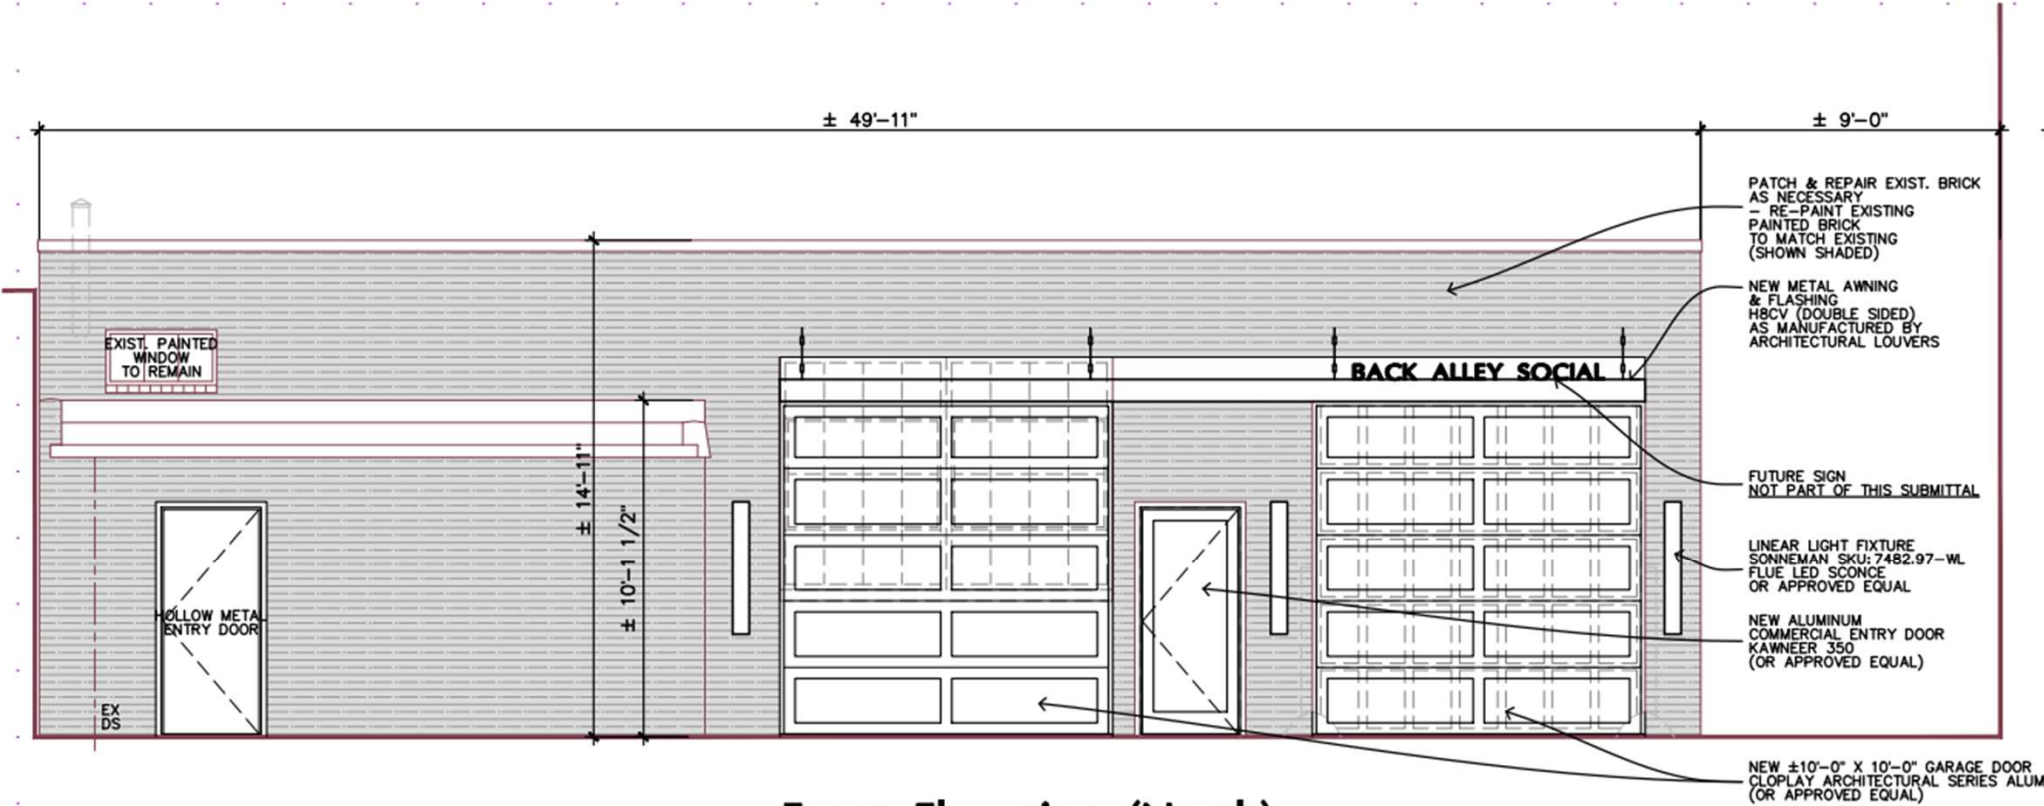 ± 49'-11"
± 9'-0"
PATCH & REPAIR EXIST. BRICK
AS NECESSARY
- RE-PAINT EXISTING
PAINTED BRICK
TO MATCH EXISTING
(SHOWN SHADED)
NEW METAL AWNING
& FLASHING
H8CV (DOUBLE SIDED)
AS MANUFACTURED BY
ARCHITECTURAL LOUVERS
EXIST. PAINTED
WINDOW
TO REMAIN
BACK ALLEY SOCIAL
± 14'-11"
± 10'-1 1/2"
FUTURE SIGN
NOT PART OF THIS SUBMITTAL
LINEAR LIGHT FIXTURE
SONNEMAN SKU: 7482.97-WL
FLUE LED SCONCE
OR APPROVED EQUAL
HOLLOW METAL
ENTRY DOOR
NEW ALUMINUM
COMMERCIAL ENTRY DOOR
KAWNEER 350
(OR APPROVED EQUAL)
EX
DS
NEW ±10'-0" X 10'-0" GARAGE DOOR
CLOPLAY ARCHITECTURAL SERIES ALUM
(OR APPROVED EQUAL)